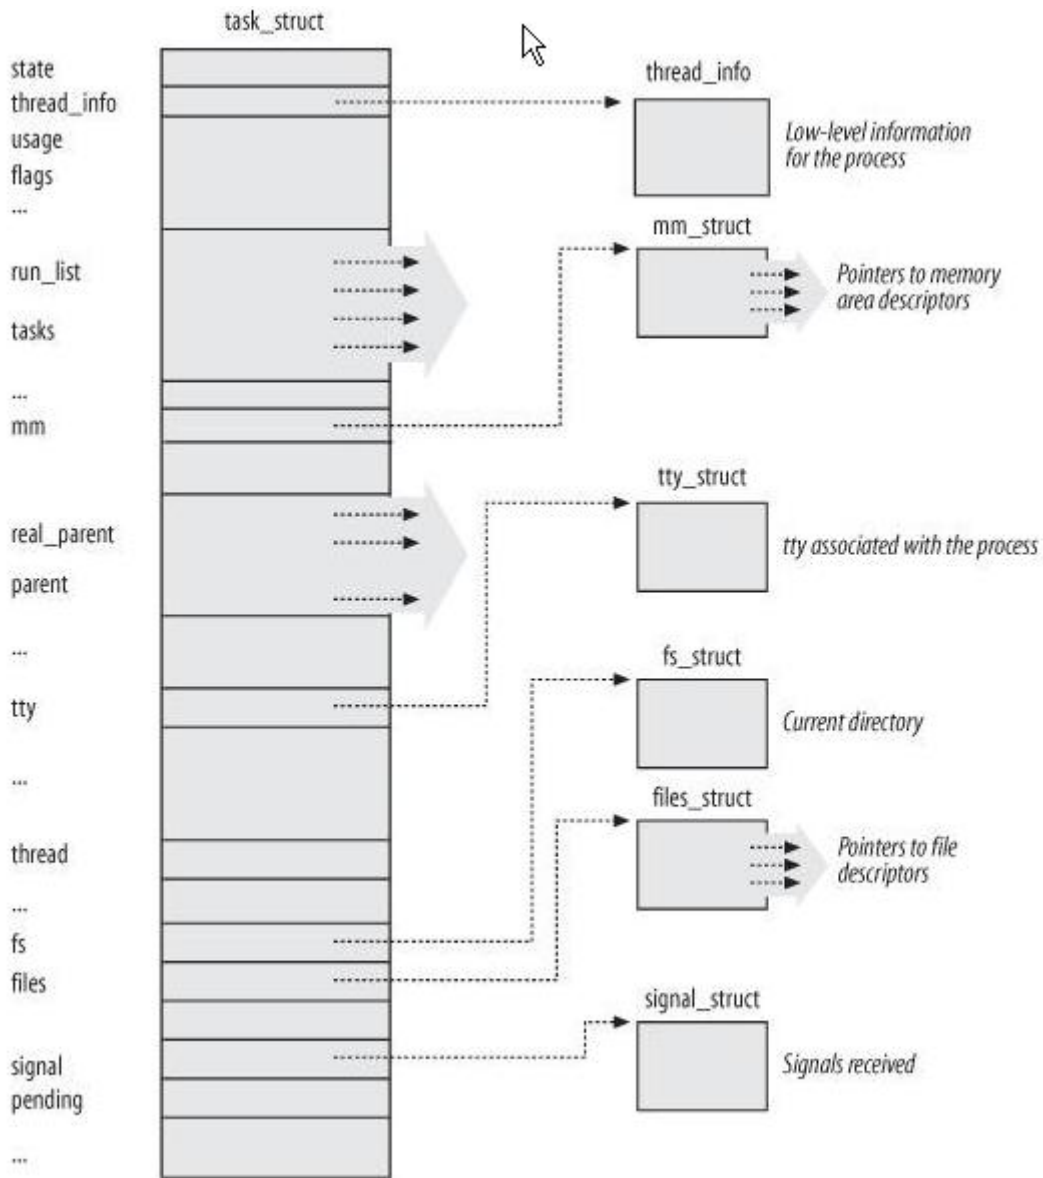 task_struct
state
thread_info
usage
flags
...
run_list
tasks
...
mm
real_parent
parent
...
tty
...
thread
...
fs
files
signal
pending
...
thread_info
Low-level information
for the process
mm_struct
Pointers to memory
area descriptors
tty_struct
tty associated with the process
fs_struct
Current directory
files_struct
Pointers to file
descriptors
signal_struct
Signals received